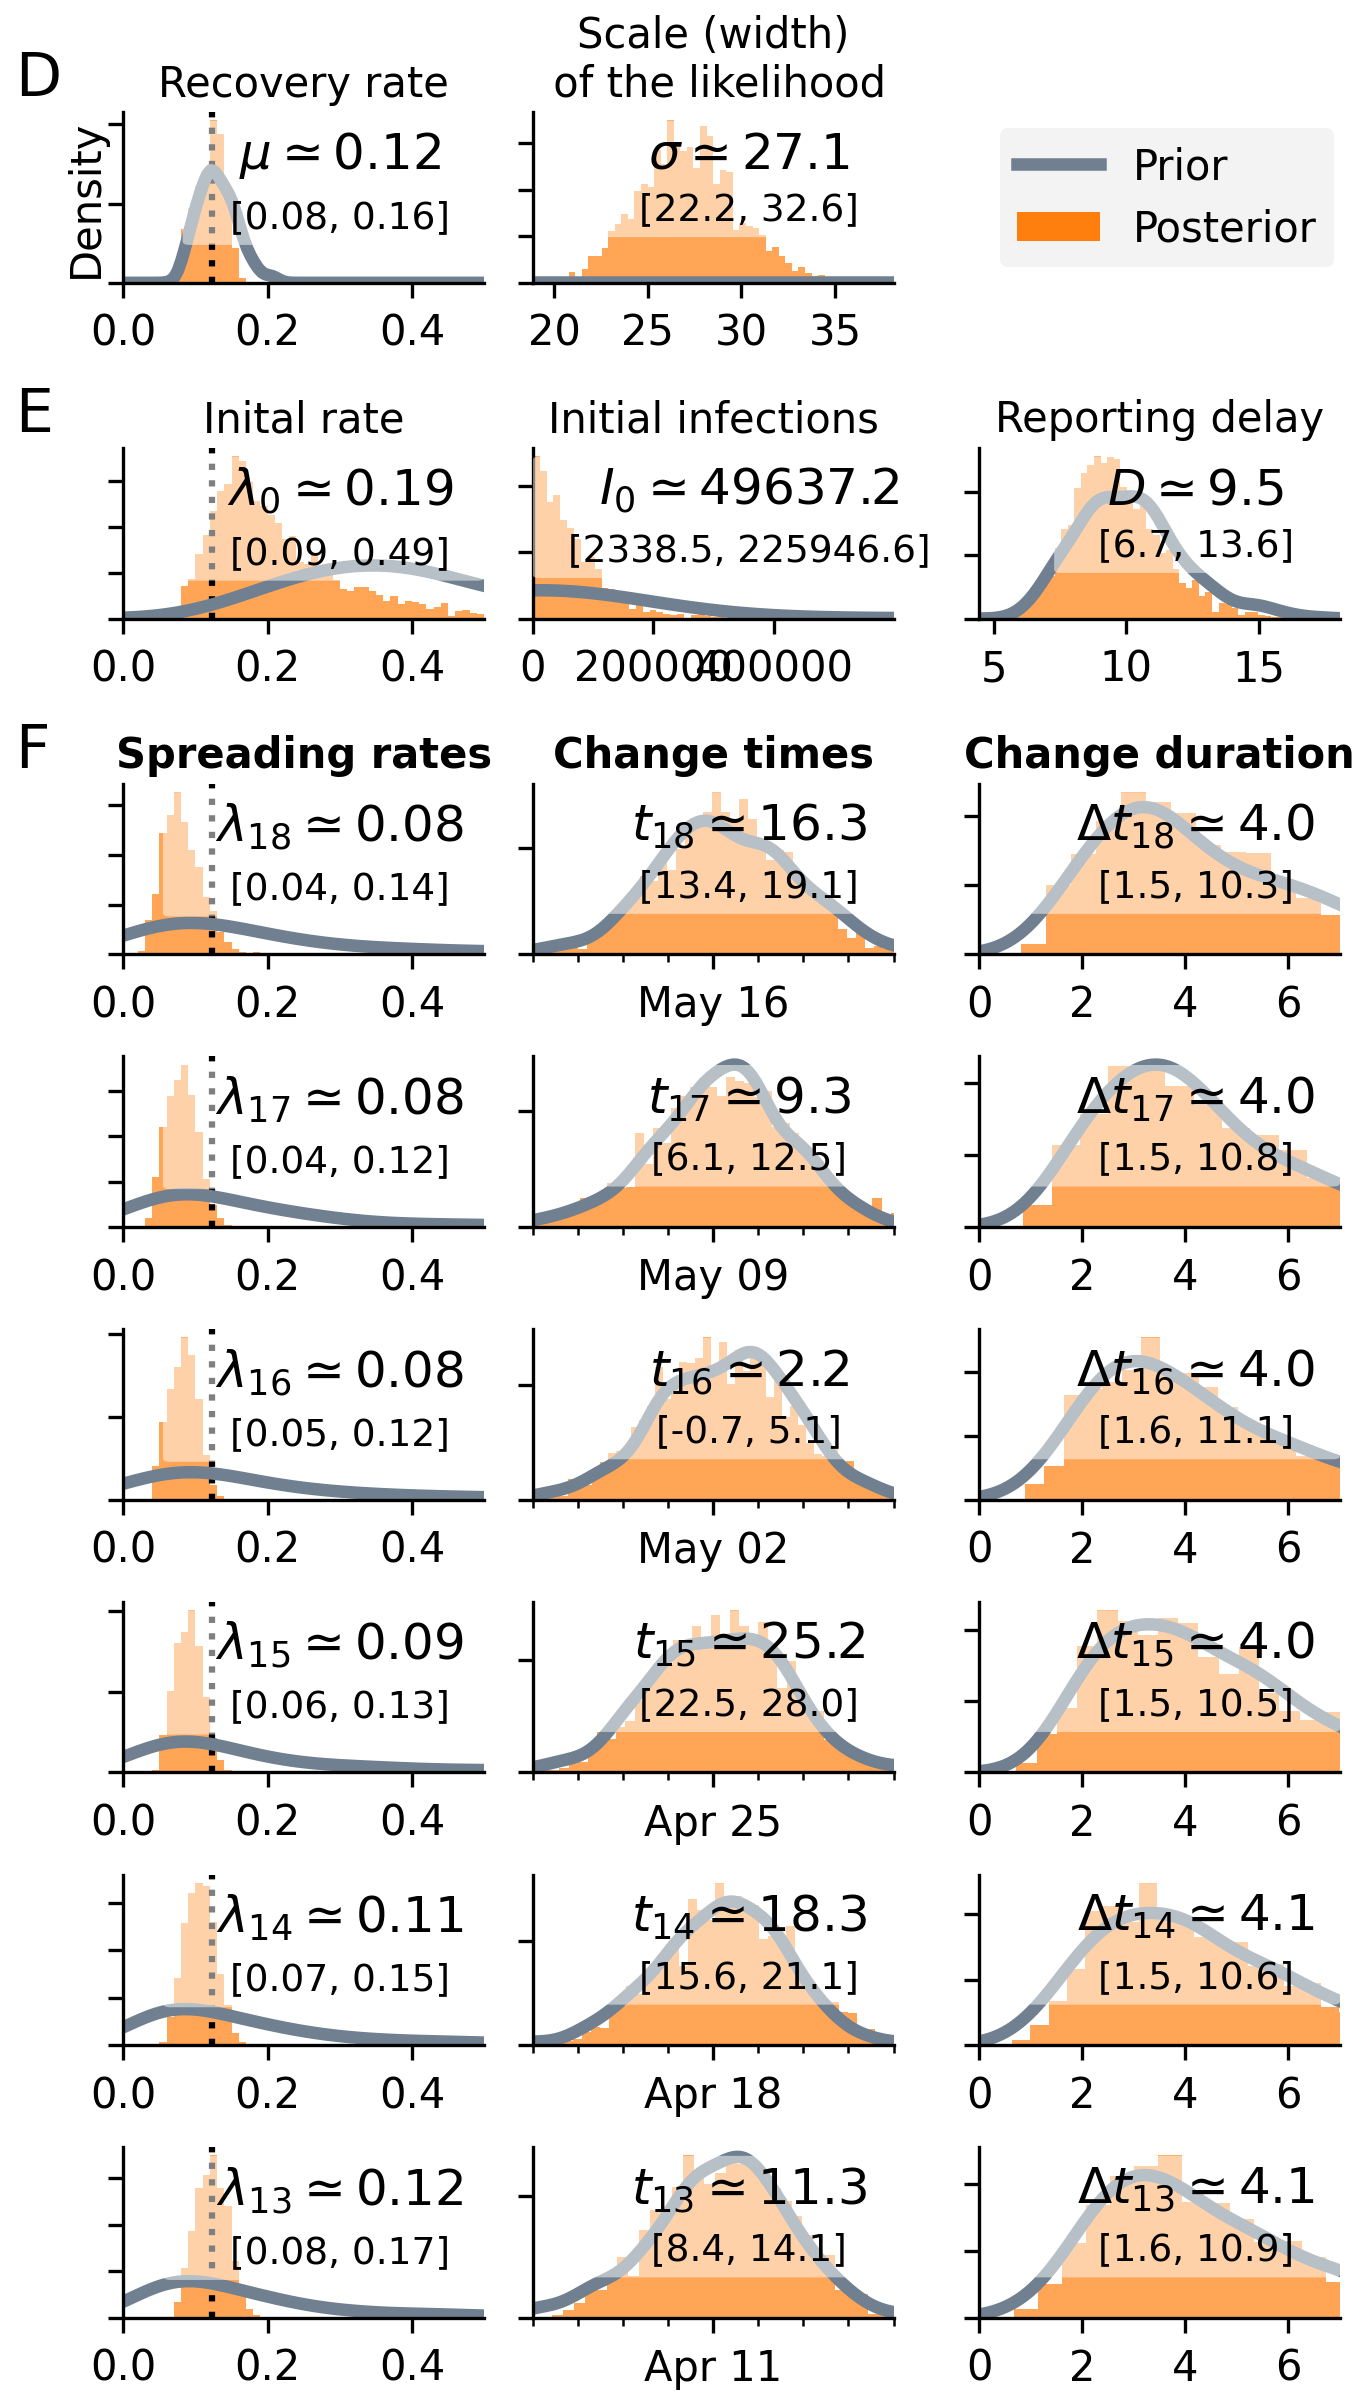 D
Recovery rate
Scale (width)
of the likelihood
Density
μ ≃ 0.12
[0.08, 0.16]
σ ≃ 27.1
[22.2, 32.6]
Prior
Posterior
0.0 0.2 0.4
20 25 30 35
E
Inital rate
Initial infections
Reporting delay
λ0 ≃ 0.19
[0.09, 0.49]
I0 ≃ 49637.2
[2338.5, 225946.6]
D ≃ 9.5
[6.7, 13.6]
0.0 0.2 0.4
0 200000 400000
5 10 15
F
Spreading rates
Change times
Change duration
λ18 ≃ 0.08
[0.04, 0.14]
t18 ≃ 16.3
[13.4, 19.1]
Δt18 ≃ 4.0
[1.5, 10.3]
0.0 0.2 0.4
May 16
0 2 4 6
λ17 ≃ 0.08
[0.04, 0.12]
t17 ≃ 9.3
[6.1, 12.5]
Δt17 ≃ 4.0
[1.5, 10.8]
0.0 0.2 0.4
May 09
0 2 4 6
λ16 ≃ 0.08
[0.05, 0.12]
t16 ≃ 2.2
[-0.7, 5.1]
Δt16 ≃ 4.0
[1.6, 11.1]
0.0 0.2 0.4
May 02
0 2 4 6
λ15 ≃ 0.09
[0.06, 0.13]
t15 ≃ 25.2
[22.5, 28.0]
Δt15 ≃ 4.0
[1.5, 10.5]
0.0 0.2 0.4
Apr 25
0 2 4 6
λ14 ≃ 0.11
[0.07, 0.15]
t14 ≃ 18.3
[15.6, 21.1]
Δt14 ≃ 4.1
[1.5, 10.6]
0.0 0.2 0.4
Apr 18
0 2 4 6
λ13 ≃ 0.12
[0.08, 0.17]
t13 ≃ 11.3
[8.4, 14.1]
Δt13 ≃ 4.1
[1.6, 10.9]
0.0 0.2 0.4
Apr 11
0 2 4 6